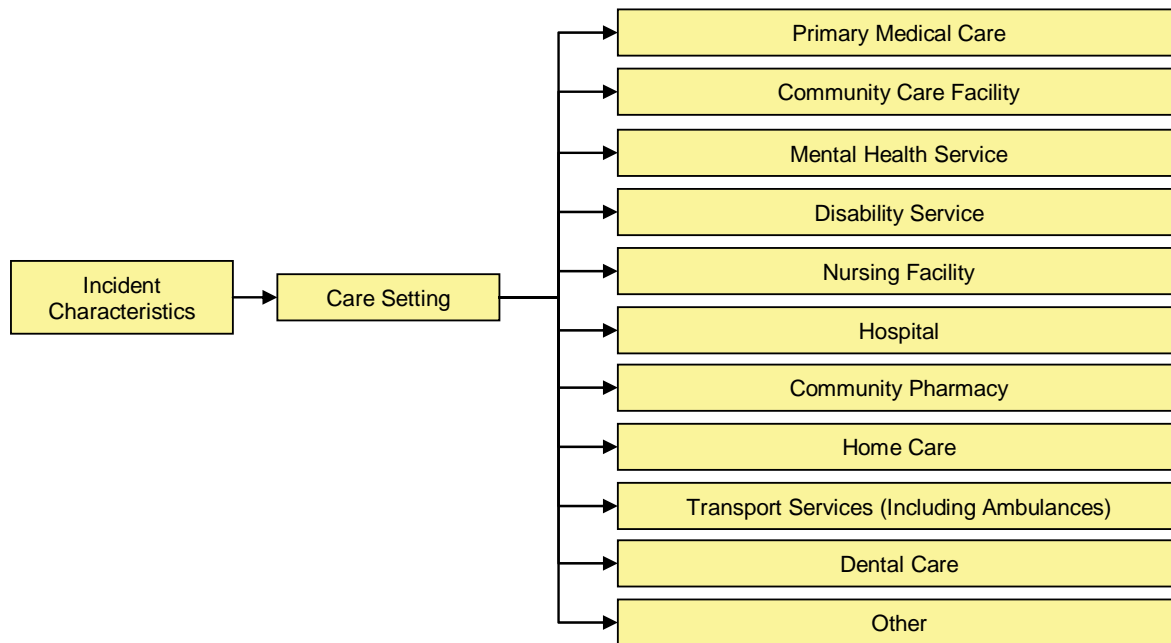 Primary Medical Care
Community Care Facility
Mental Health Service
Disability Service
Nursing Facility
Incident
Characteristics
Care Setting
Hospital
Community Pharmacy
Home Care
Transport Services (Including Ambulances)
Dental Care
Other